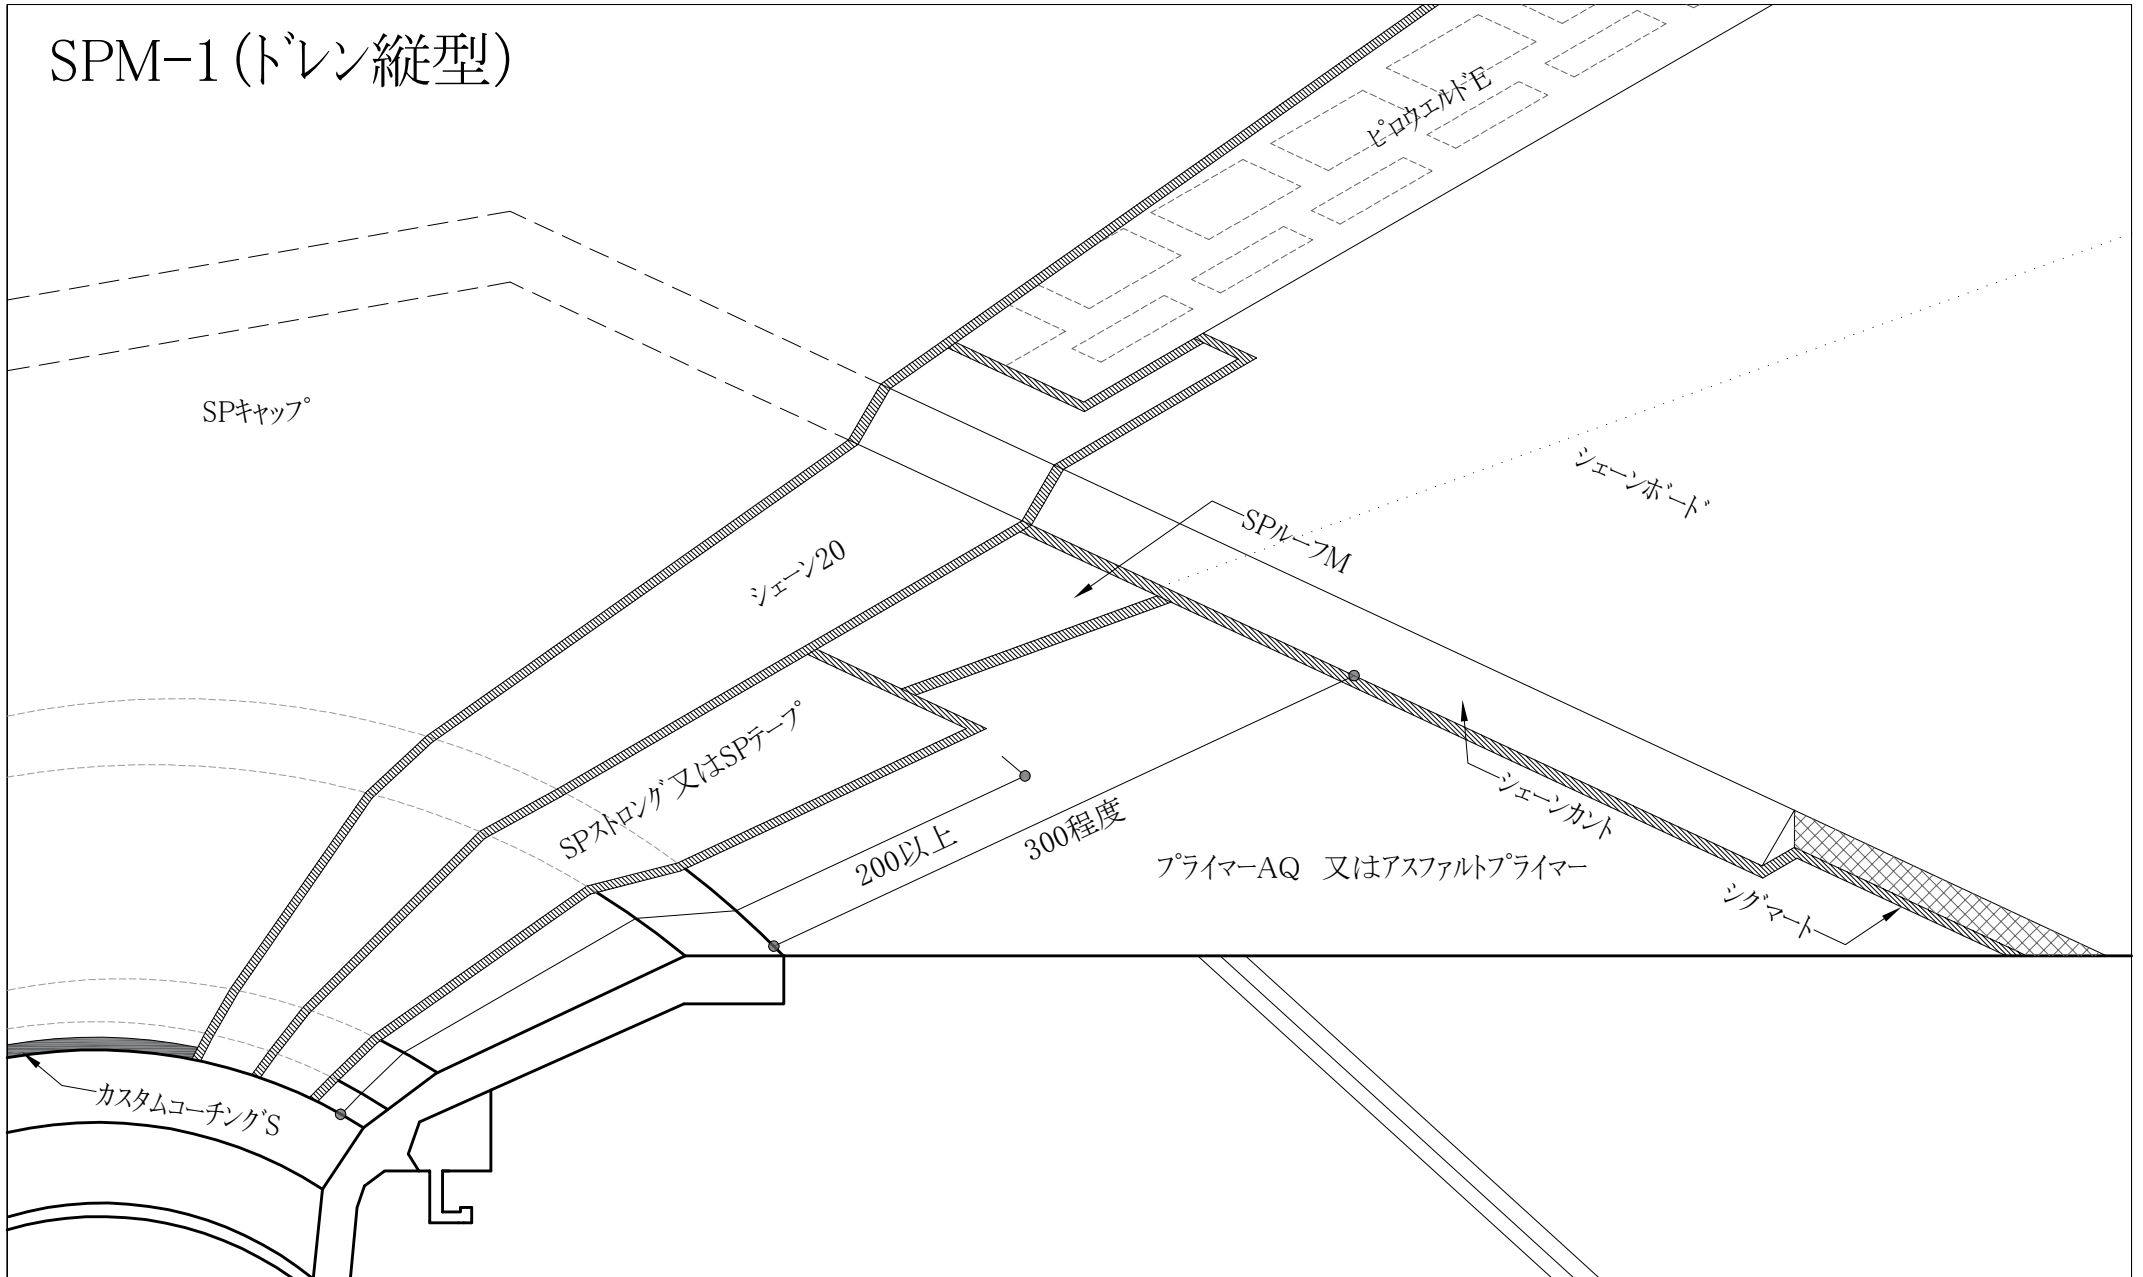 SPM-1(ドレン縦型)
ピロウエルドE
SPキャップ
シェーンボード
SPルーフM
シェーン20
SPストロング又はSPテープ
シェーンカント
200以上
300程度
プライマーAQ 又はアスファルトプライマー
シグマート
カスタムコーチングS